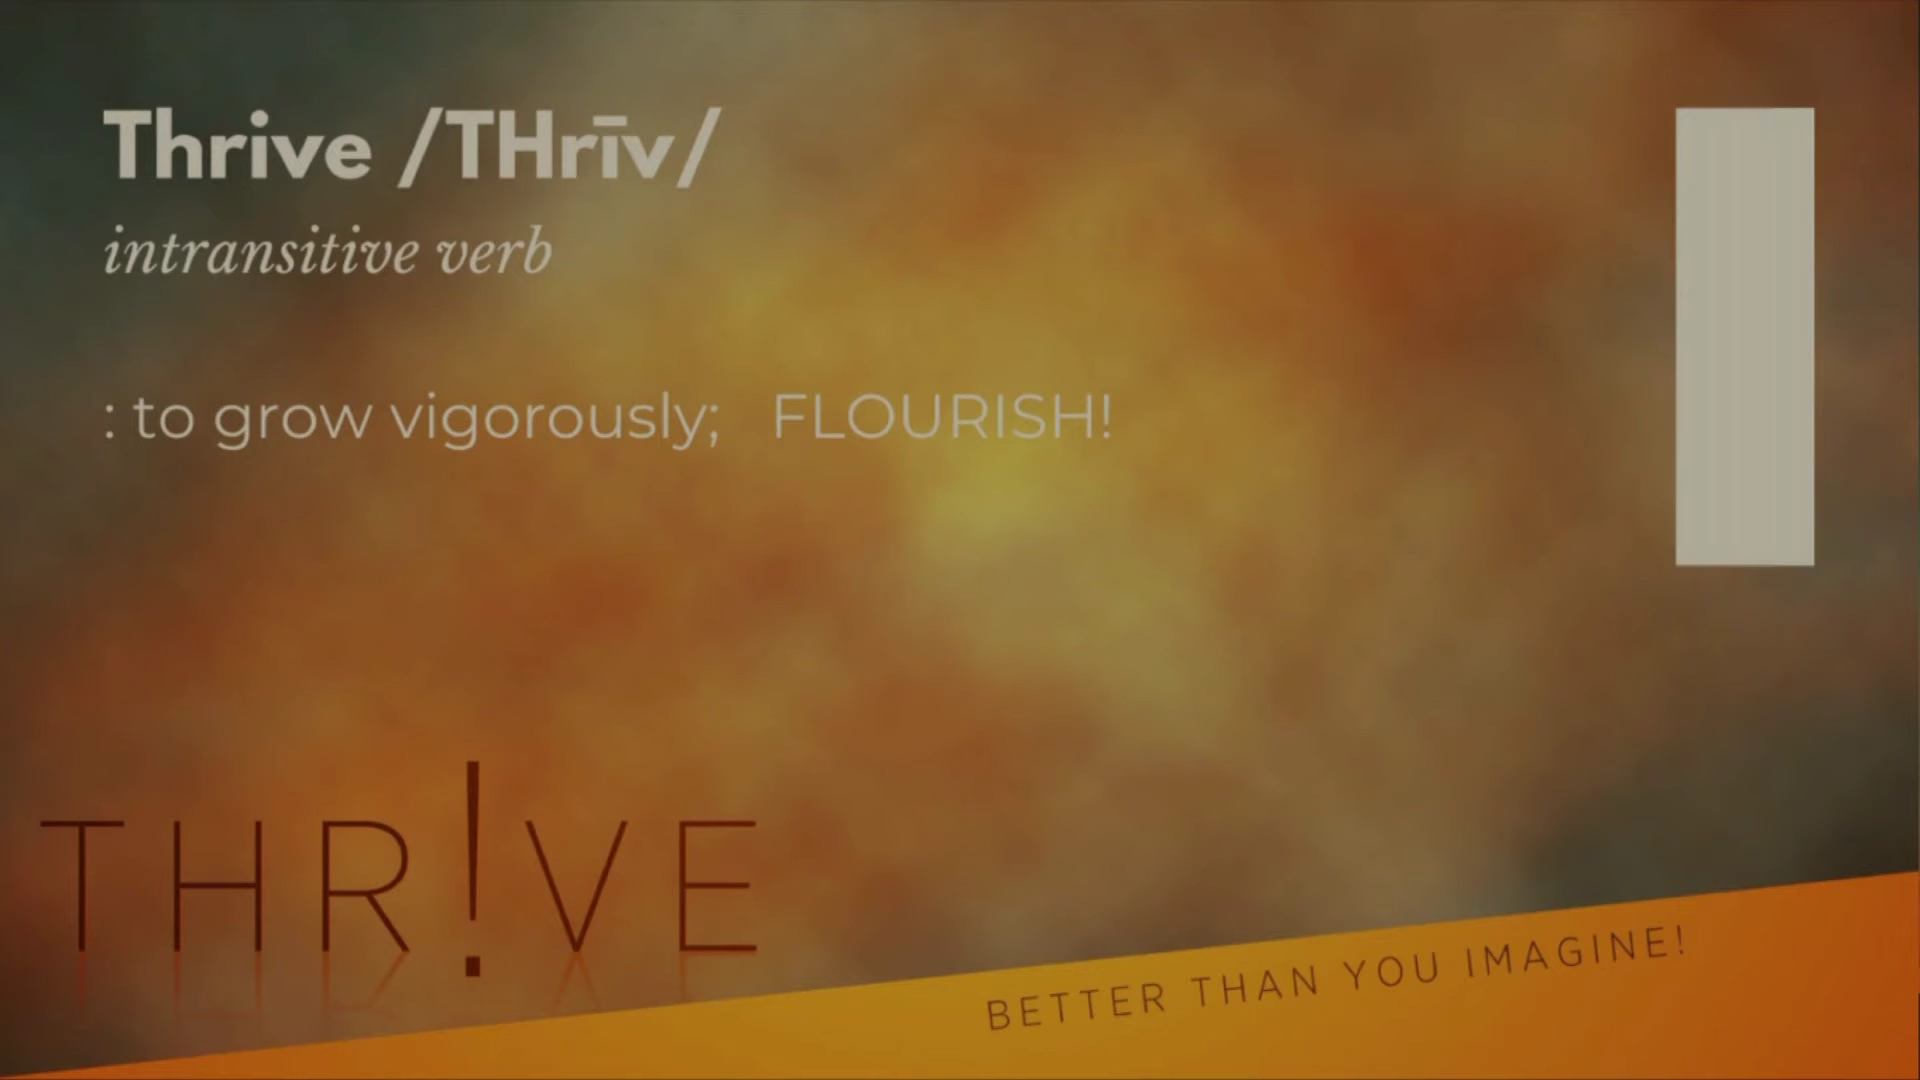 Thrive /THrīv/
intransitive verb
: to grow vigorously; FLOURISH!
THR!VE
BETTER THAN YOU IMAGINE!